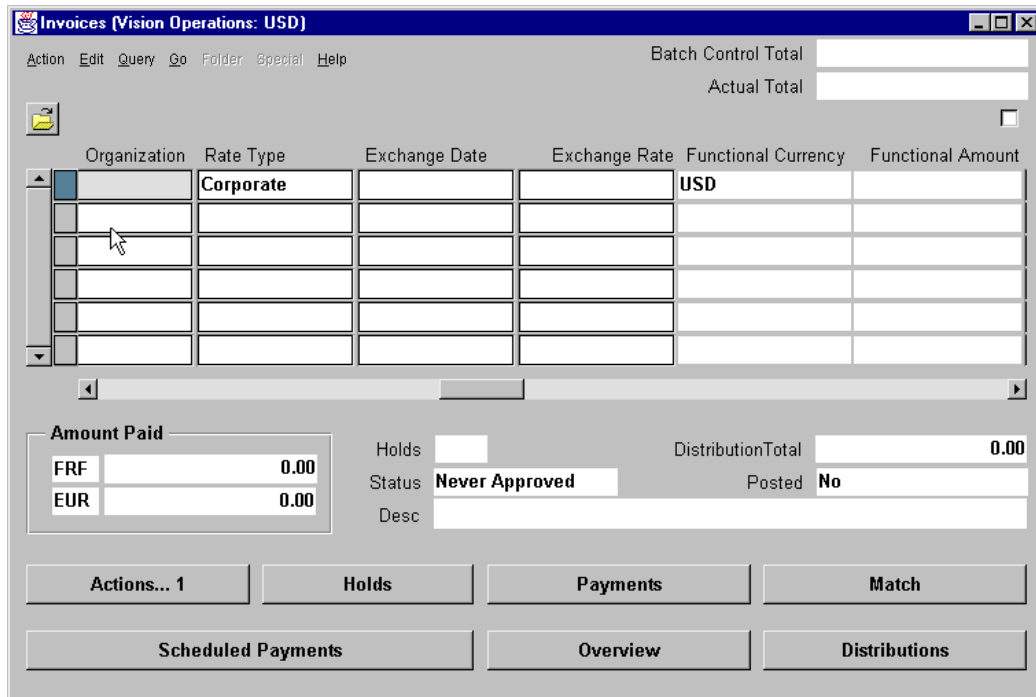 Invoices (Vision Operations: USD)
Action Edit Query Go Folder Special Help
Batch Control Total
Actual Total
Organization Rate Type Exchange Date Exchange Rate Functional Currency Functional Amount
Corporate USD
Amount Paid
FRF 0.00
EUR 0.00
Holds
Status Never Approved
Desc
DistributionTotal 0.00
Posted No
Actions... 1 Holds Payments Match
Scheduled Payments Overview Distributions